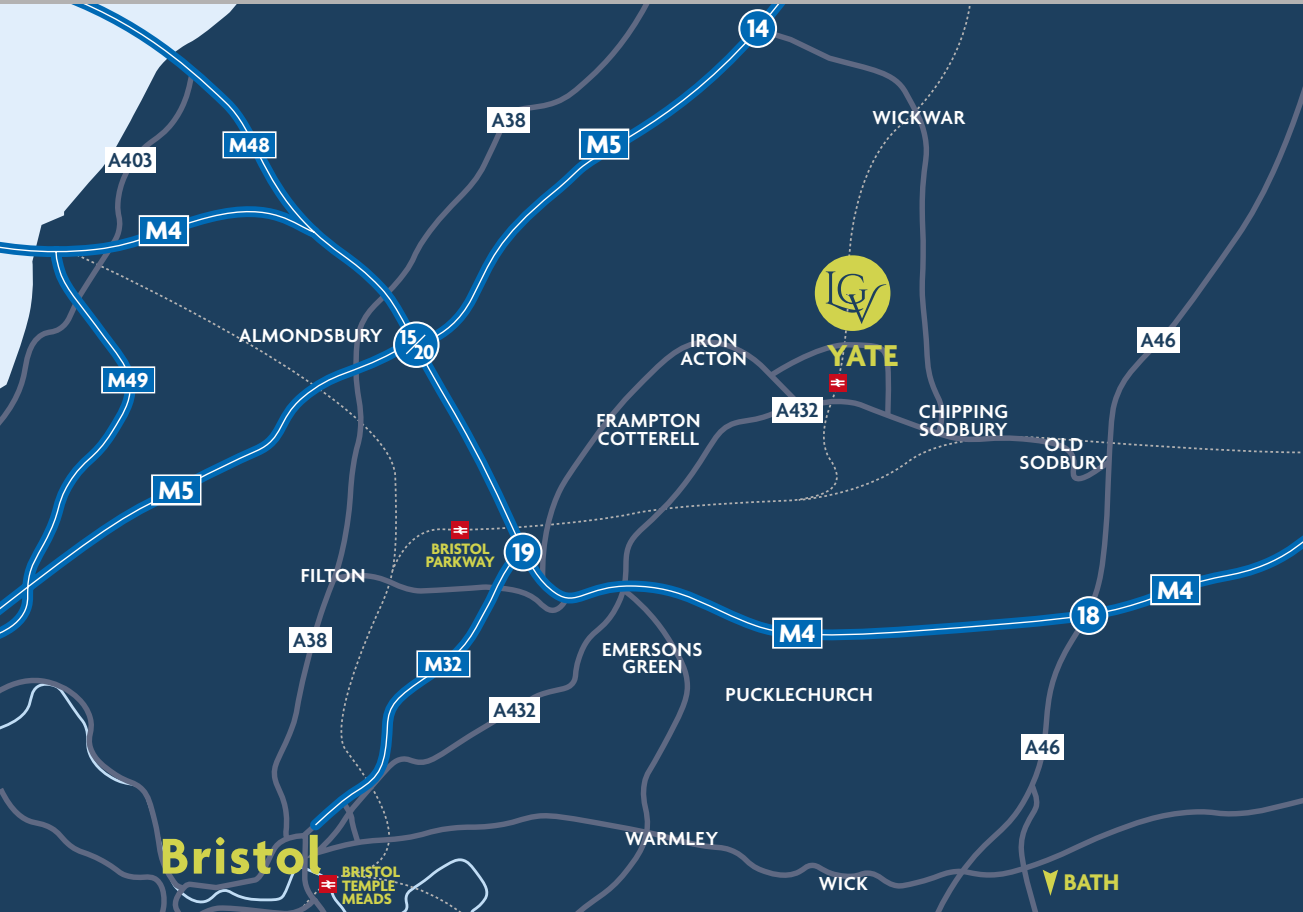 14
A38
WICKWAR
M5
M48
A403
M4
LGV
ALMONDSBURY
15/20
IRON
ACTON
YATE
A46
M49
A432
FRAMPTON
COTTERELL
CHIPPING
SODBURY
OLD
SODBURY
M5
BRISTOL
PARKWAY
19
FILTON
M4
18
M4
A38
M32
EMERSONS
GREEN
PUCKLECHURCH
A432
A46
WARMLEY
Bristol
BRISTOL
TEMPLE
MEADS
WICK
BATH